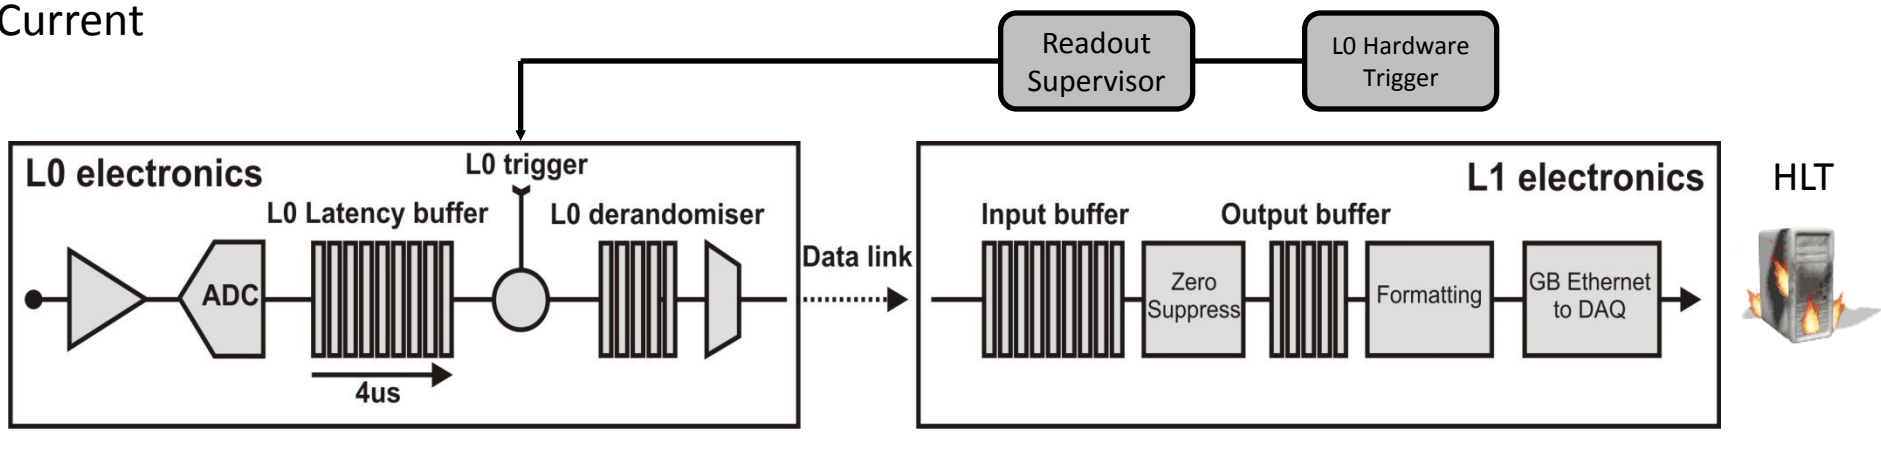 Current
Readout
Supervisor
L0 Hardware
Trigger
L0 electronics
L0 trigger
L0 Latency buffer
L0 derandomiser
ADC
4us
Data link
L1 electronics
Input buffer
Output buffer
Zero
Suppress
Formatting
GB Ethernet
to DAQ
HLT